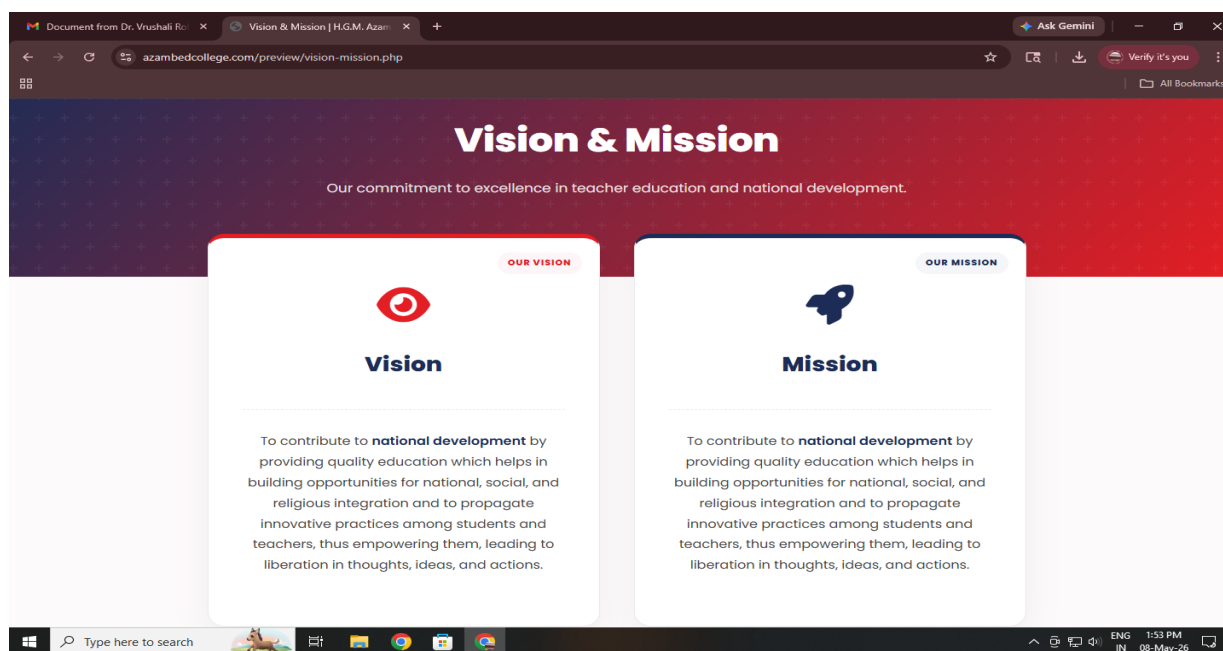 Document from Dr. Vrushali Ro
Vision & Mission | H.G.M. Azam
Ask Gemini
azambedcollege.com/preview/vision-mission.php
Verify it's you
All Bookmarks
Vision & Mission
Our commitment to excellence in teacher education and national development.
OUR VISION
Vision
To contribute to national development by
providing quality education which helps in
building opportunities for national, social, and
religious integration and to propagate
innovative practices among students and
teachers, thus empowering them, leading to
liberation in thoughts, ideas, and actions.
OUR MISSION
Mission
To contribute to national development by
providing quality education which helps in
building opportunities for national, social, and
religious integration and to propagate
innovative practices among students and
teachers, thus empowering them, leading to
liberation in thoughts, ideas, and actions.
Type here to search
ENG
IN
1:53 PM
08-May-26